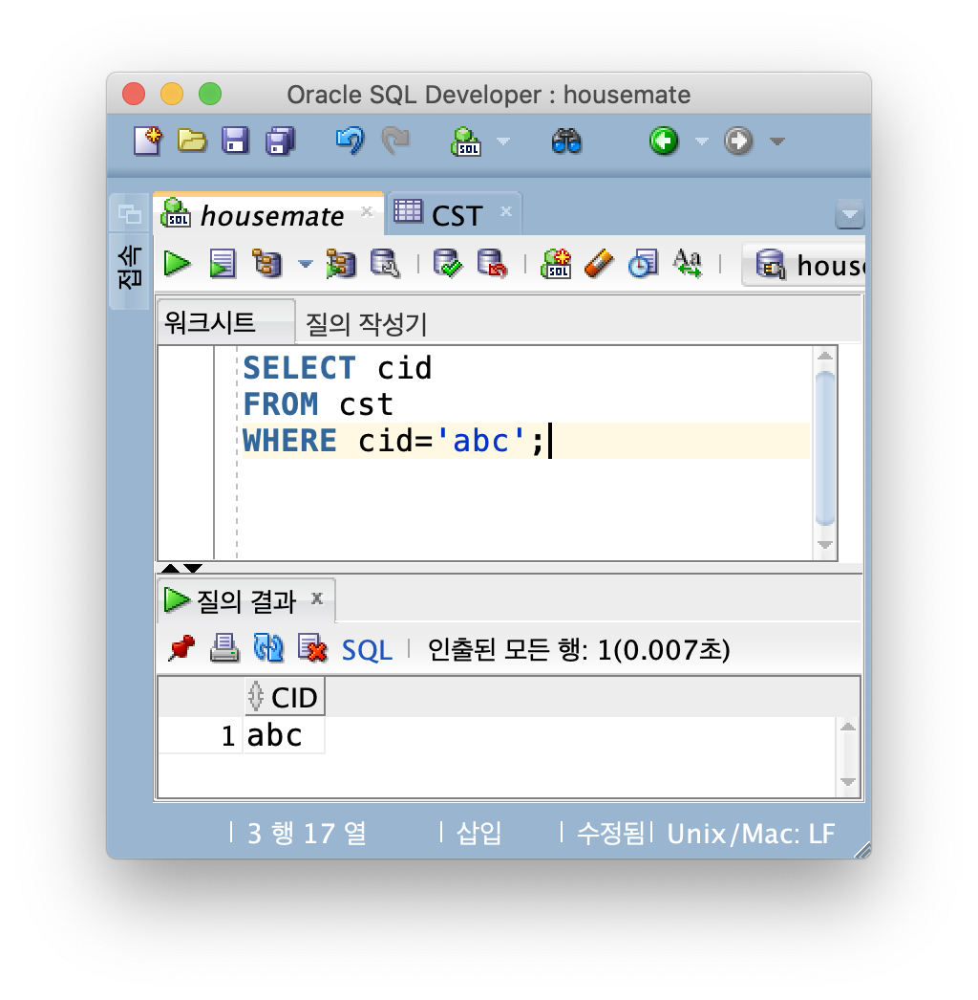 Oracle SQL Developer : housemate
housemate
CST
접속
워크시트 질의 작성기
SELECT cid
FROM cst
WHERE cid='abc';
질의 결과
SQL 인출된 모든 행: 1(0.007초)
CID
1 abc
3 행 17 열 삽입 수정됨 Unix/Mac: LF